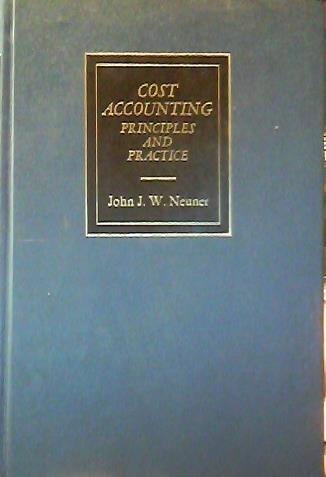 COST
ACCOUNTING
PRINCIPLES
AND
PRACTICE
John J. W. Neuner